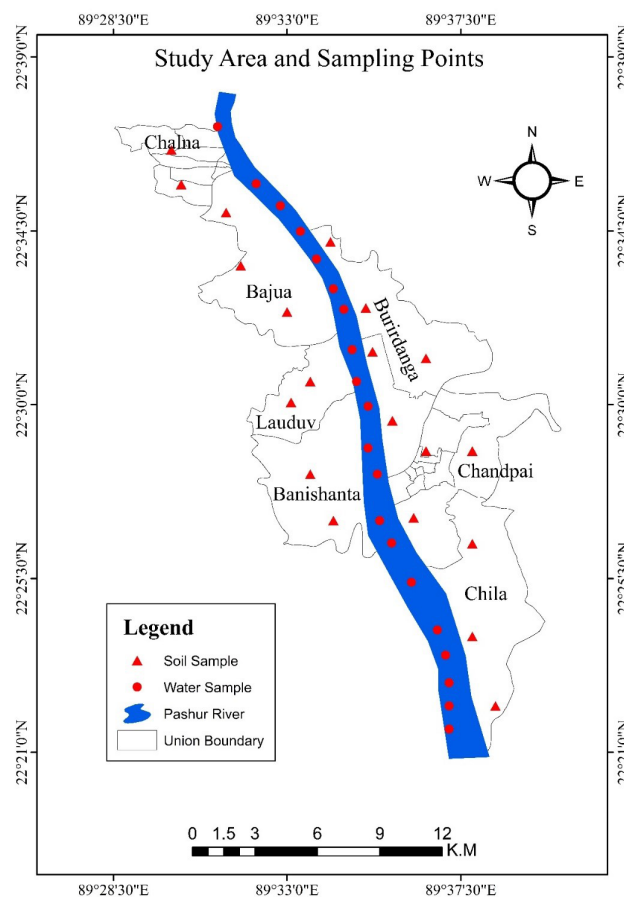 89°28'30"E 89°33'0"E 89°37'30"E
Study Area and Sampling Points
22°39'0"N 22°39'0"N
Chalna
N
W E
S
22°34'30"N 22°34'30"N
Bajua
Burirdanga
22°30'0"N 22°30'0"N
Lauduv
Chandpai
Banishanta
22°25'30"N 22°25'30"N
Chila
Legend
Soil Sample
Water Sample
Pashur River
Union Boundary
22°21'0"N 22°21'0"N
0 1.5 3 6 9 12
K.M
89°28'30"E 89°33'0"E 89°37'30"E